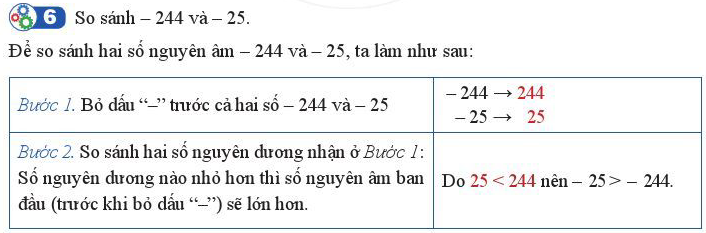 6 So sánh – 244 và – 25.
Để so sánh hai số nguyên âm – 244 và – 25, ta làm như sau:
Bước 1. Bỏ dấu “–” trước cả hai số – 244 và – 25
– 244 → 244
– 25 → 25
Bước 2. So sánh hai số nguyên dương nhận ở Bước 1:
Số nguyên dương nào nhỏ hơn thì số nguyên âm ban
đầu (trước khi bỏ dấu “–”) sẽ lớn hơn.
Do 25 < 244 nên – 25 > – 244.